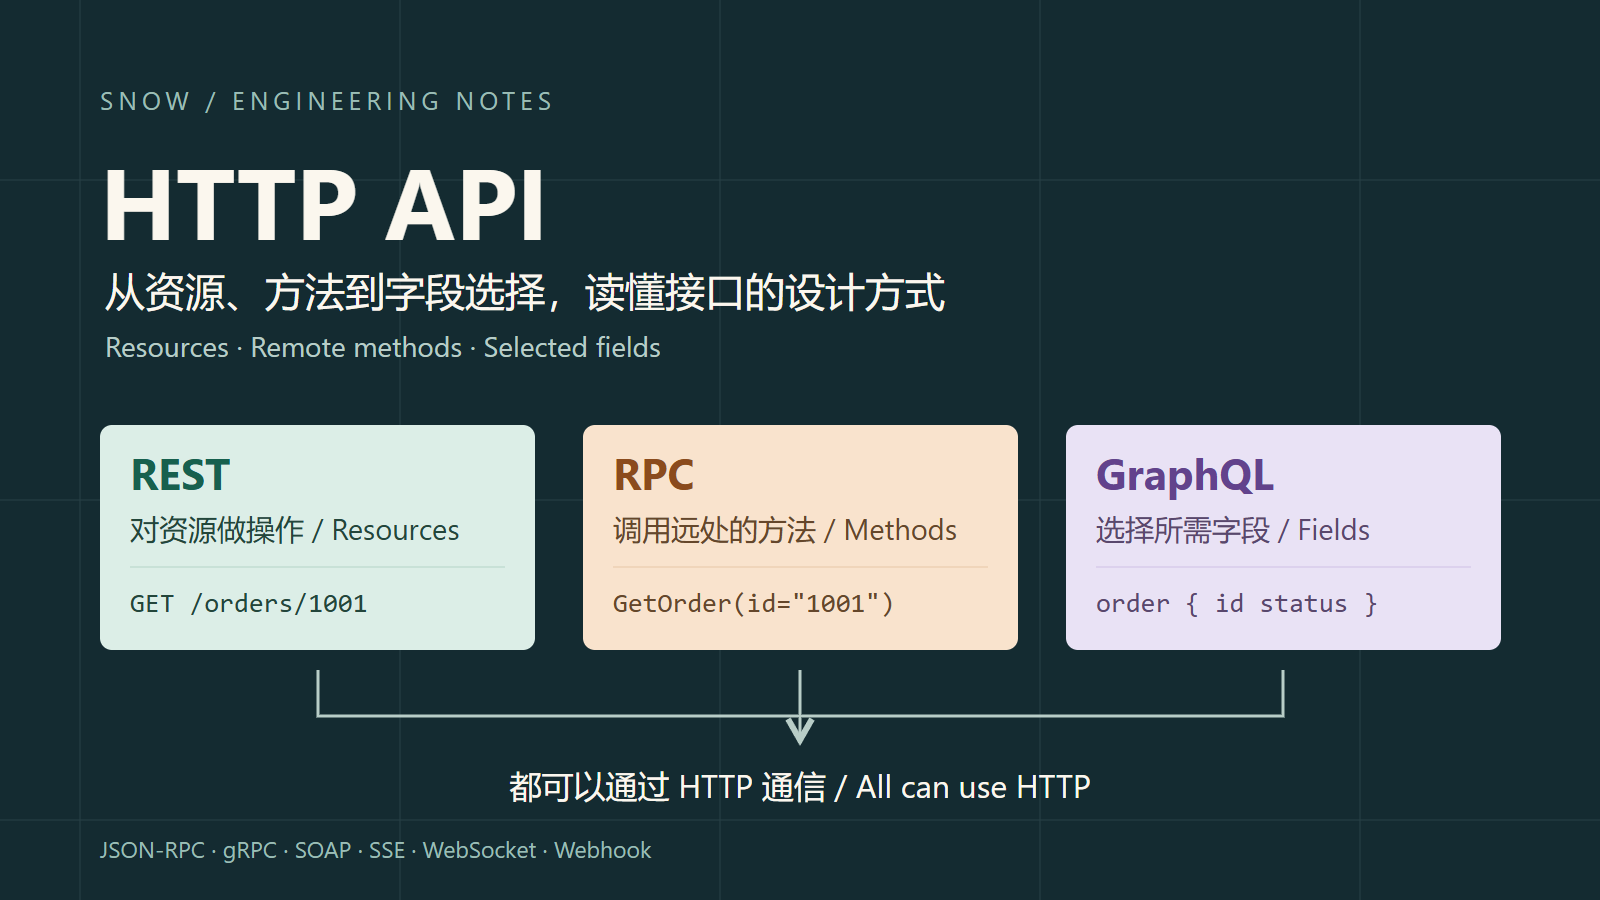 SNOW / ENGINEERING NOTES
HTTP API
从资源、方法到字段选择，读懂接口的设计方式
Resources · Remote methods · Selected fields
REST
对资源做操作 / Resources
GET /orders/1001
RPC
调用远处的方法 / Methods
GetOrder(id="1001")
GraphQL
选择所需字段 / Fields
order { id status }
都可以通过 HTTP 通信 / All can use HTTP
JSON-RPC · gRPC · SOAP · SSE · WebSocket · Webhook